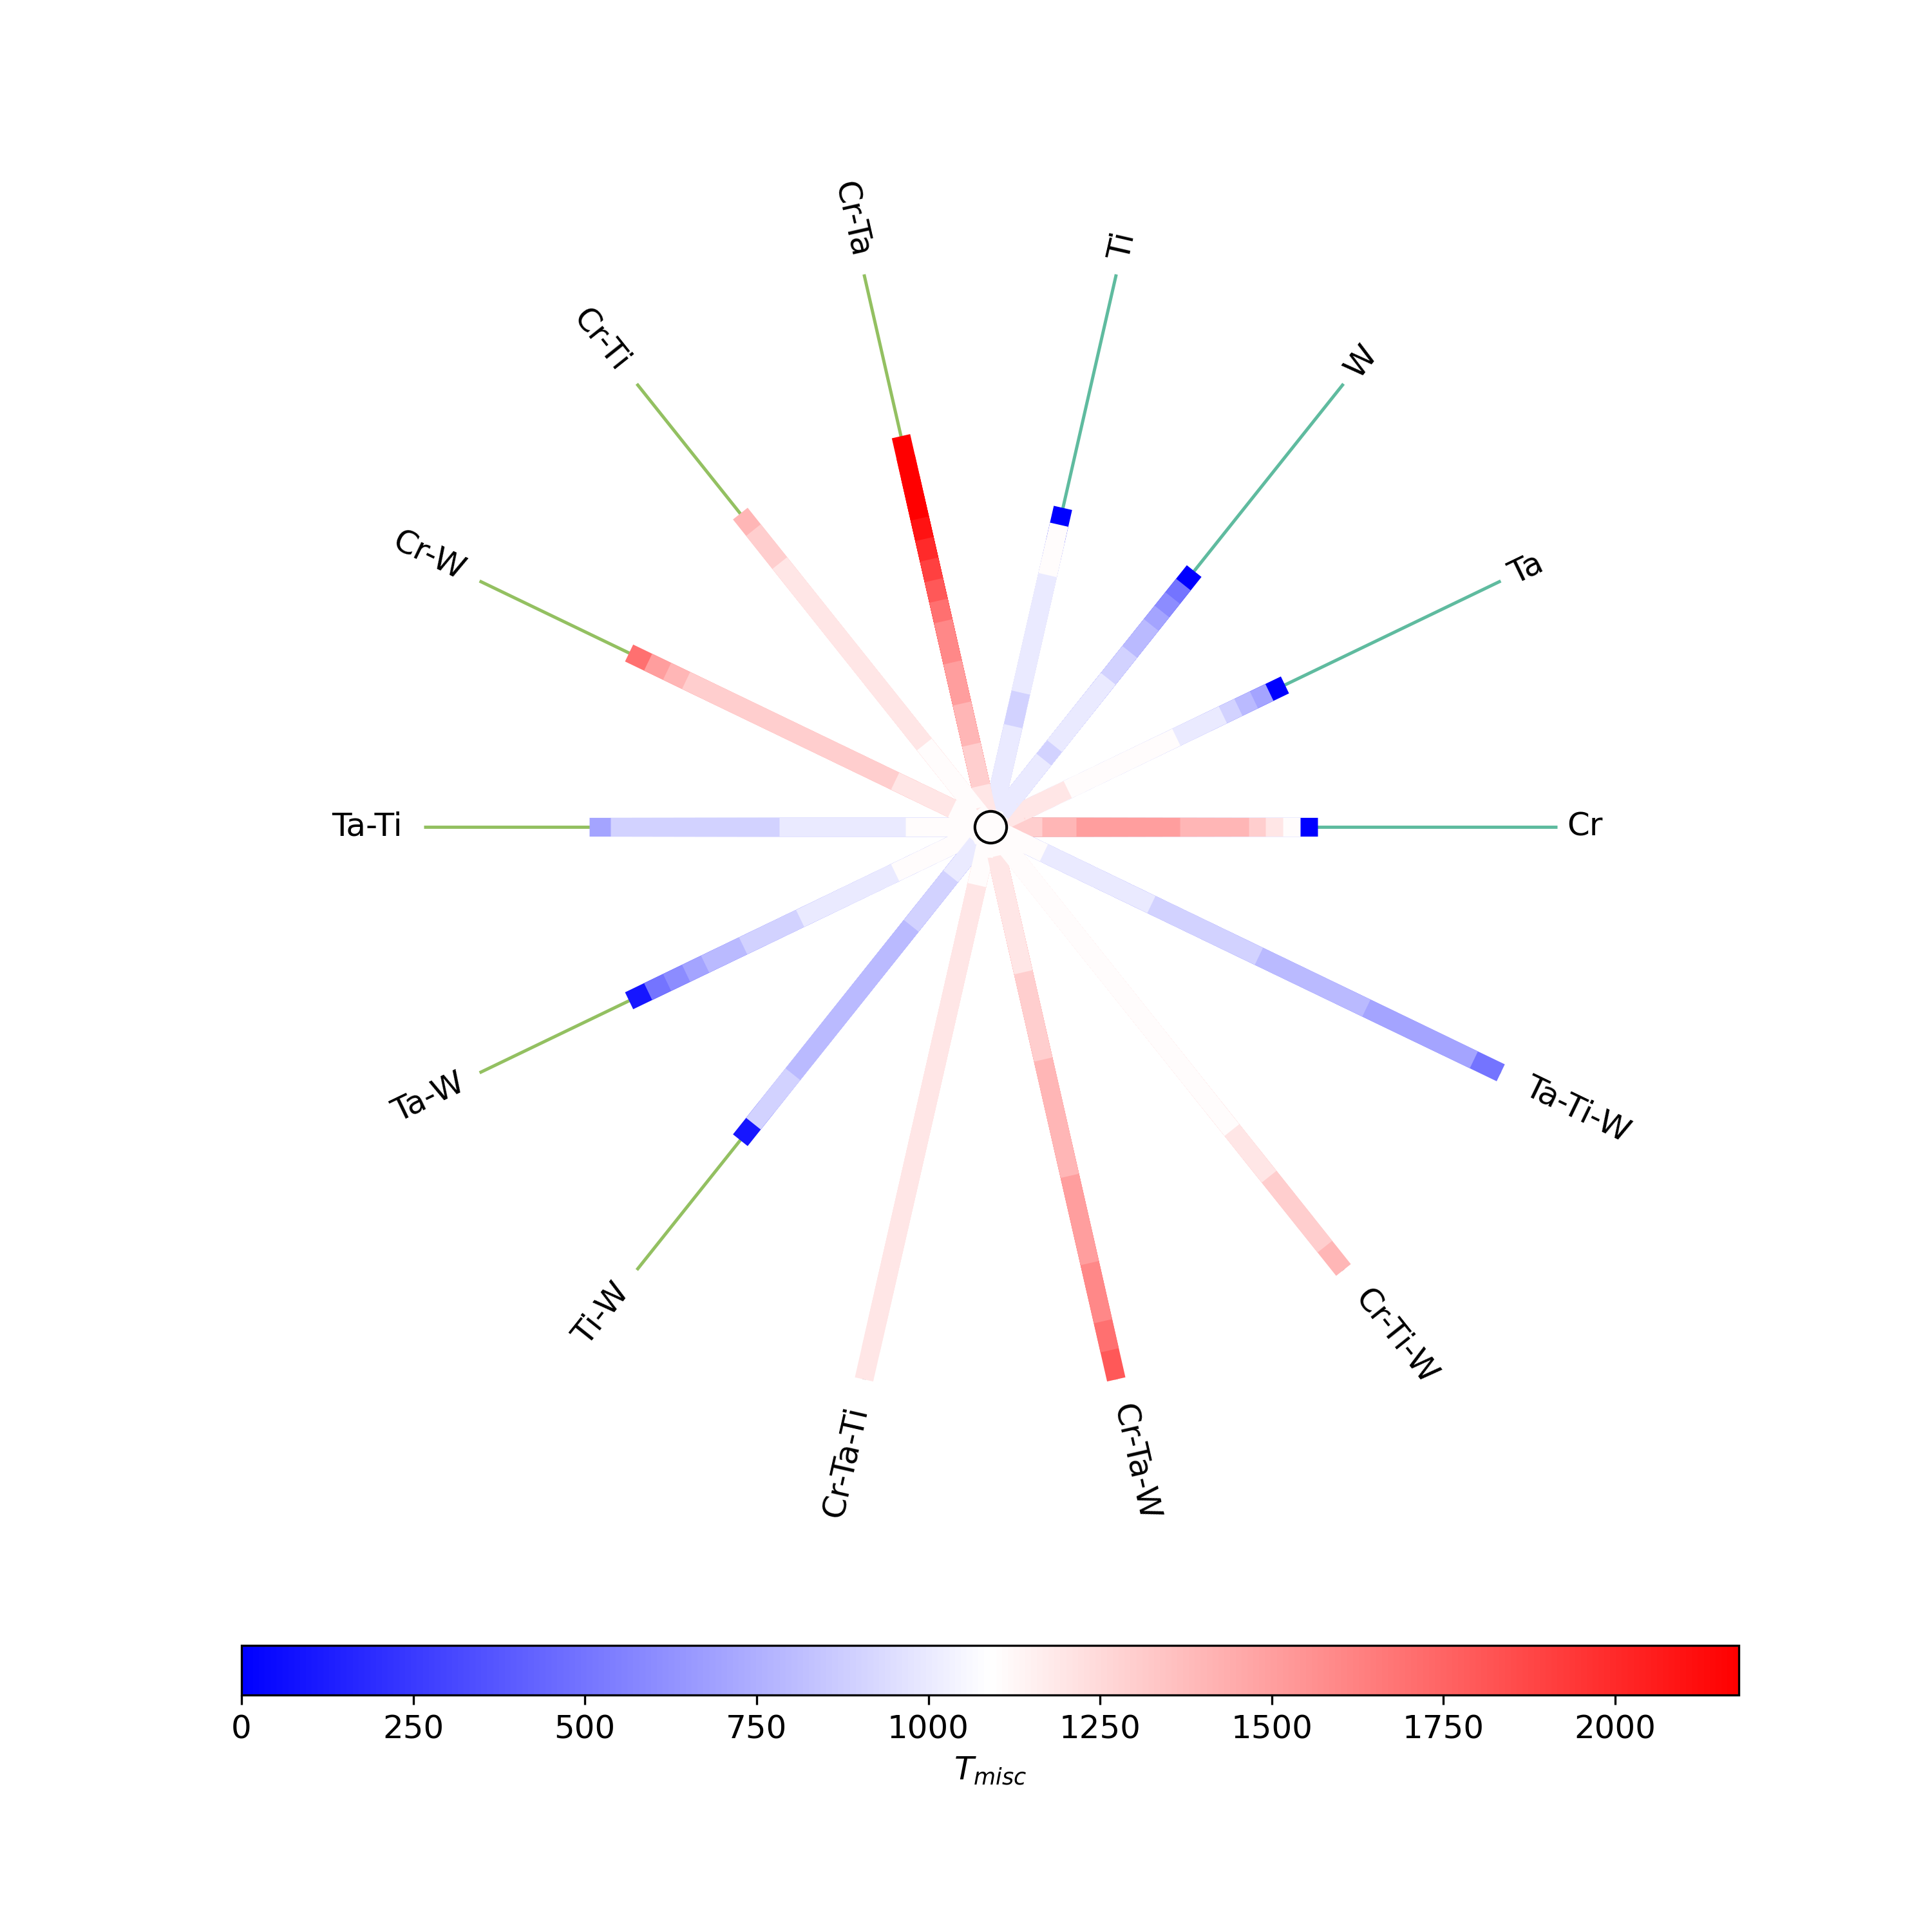 Cr-Ta
Ti
Cr-Ti
W
Cr-W
Ta
Ta-Ti
Cr
Ta-W
Ta-Ti-W
Ti-W
Cr-Ti-W
Cr-Ta-Ti
Cr-Ta-W
0 250 500 750 1000 1250 1500 1750 2000
Tmisc